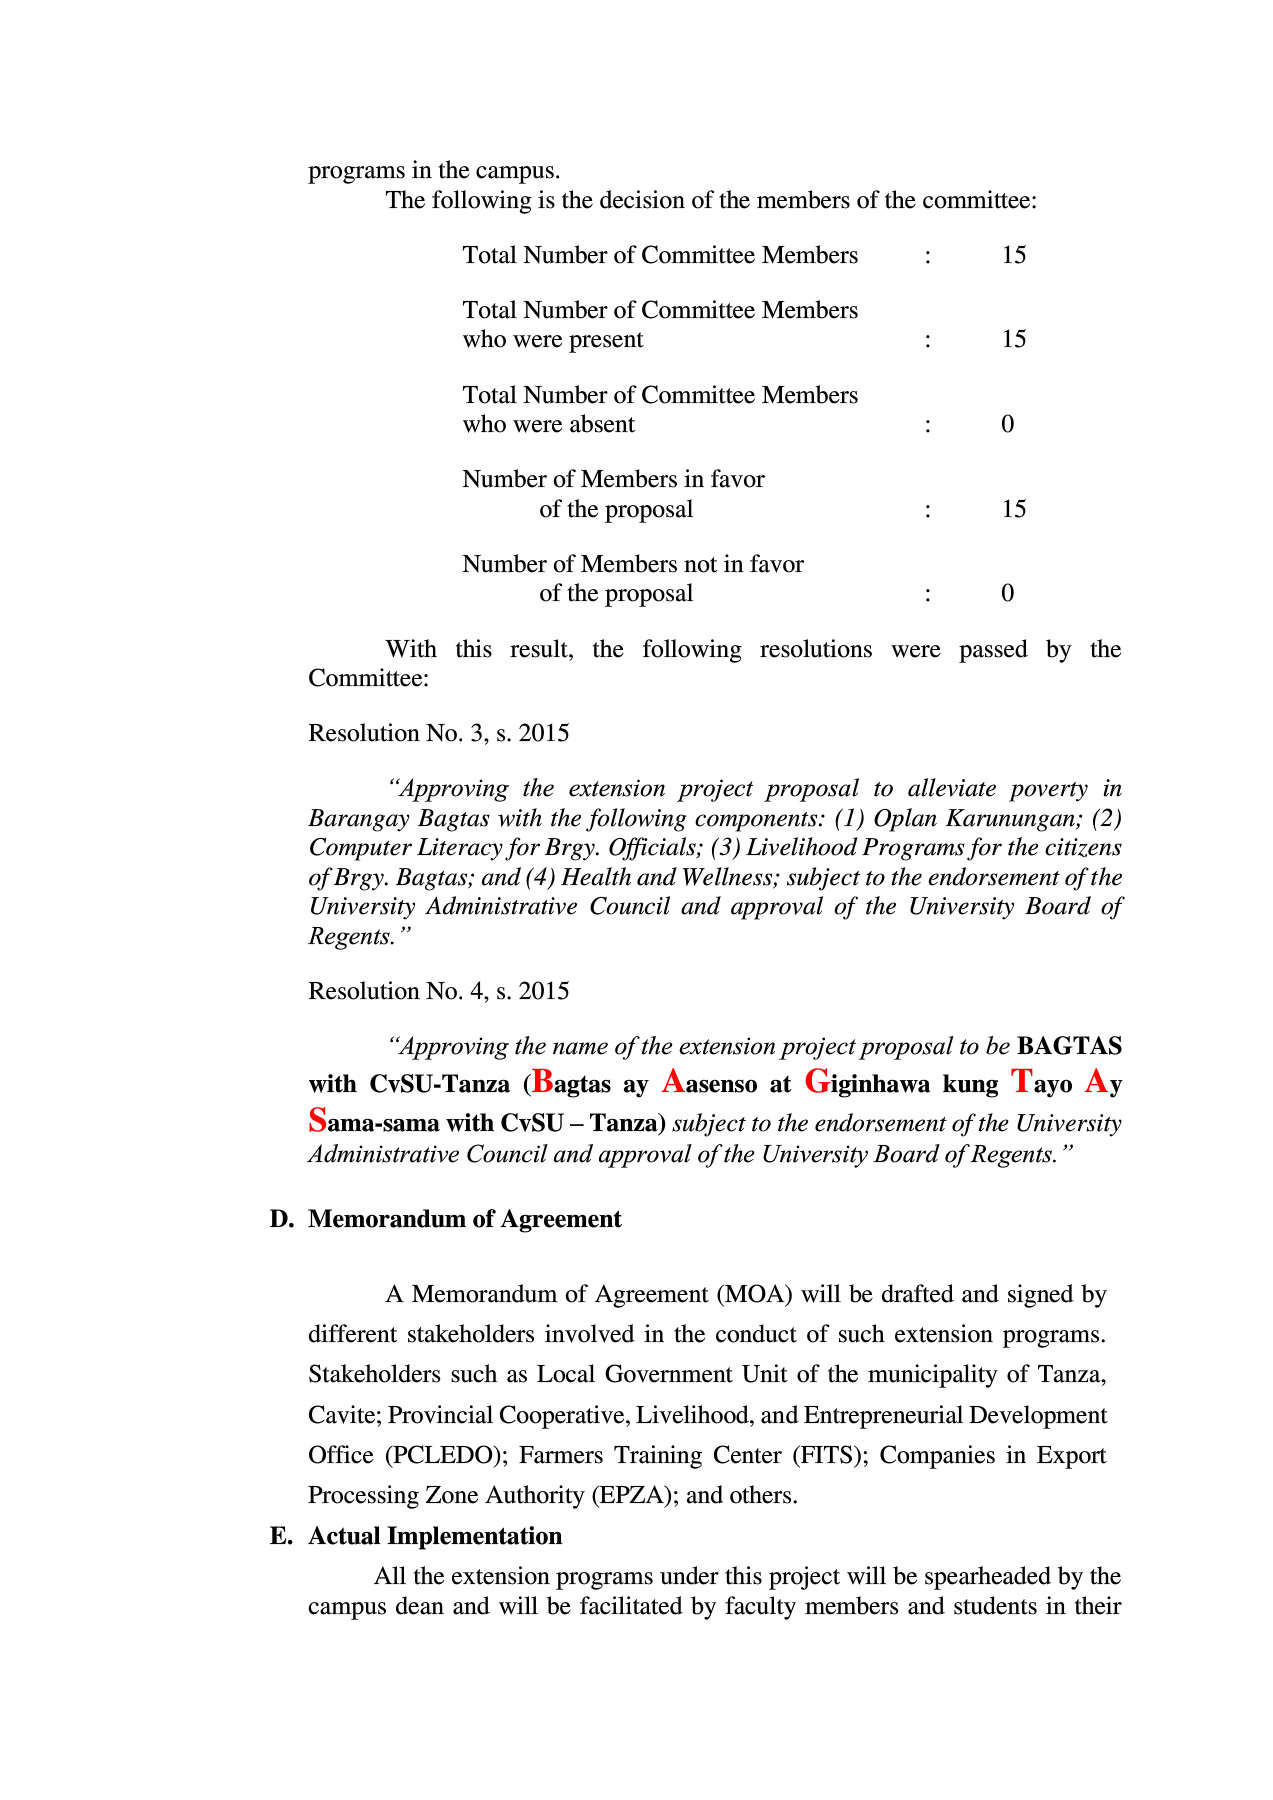 programs in the campus.
The following is the decision of the members of the committee:
Total Number of Committee Members : 15
Total Number of Committee Members
who were present : 15
Total Number of Committee Members
who were absent : 0
Number of Members in favor
of the proposal : 15
Number of Members not in favor
of the proposal : 0
With this result, the following resolutions were passed by the
Committee:
Resolution No. 3, s. 2015
“Approving the extension project proposal to alleviate poverty in
Barangay Bagtas with the following components: (1) Oplan Karunungan; (2)
Computer Literacy for Brgy. Officials; (3) Livelihood Programs for the citizens
of Brgy. Bagtas; and (4) Health and Wellness; subject to the endorsement of the
University Administrative Council and approval of the University Board of
Regents.”
Resolution No. 4, s. 2015
“Approving the name of the extension project proposal to be BAGTAS
with CvSU-Tanza (Bagtas ay Aasenso at Giginhawa kung Tayo Ay
Sama-sama with CvSU – Tanza) subject to the endorsement of the University
Administrative Council and approval of the University Board of Regents.”
D. Memorandum of Agreement
A Memorandum of Agreement (MOA) will be drafted and signed by
different stakeholders involved in the conduct of such extension programs.
Stakeholders such as Local Government Unit of the municipality of Tanza,
Cavite; Provincial Cooperative, Livelihood, and Entrepreneurial Development
Office (PCLEDO); Farmers Training Center (FITS); Companies in Export
Processing Zone Authority (EPZA); and others.
E. Actual Implementation
All the extension programs under this project will be spearheaded by the
campus dean and will be facilitated by faculty members and students in their